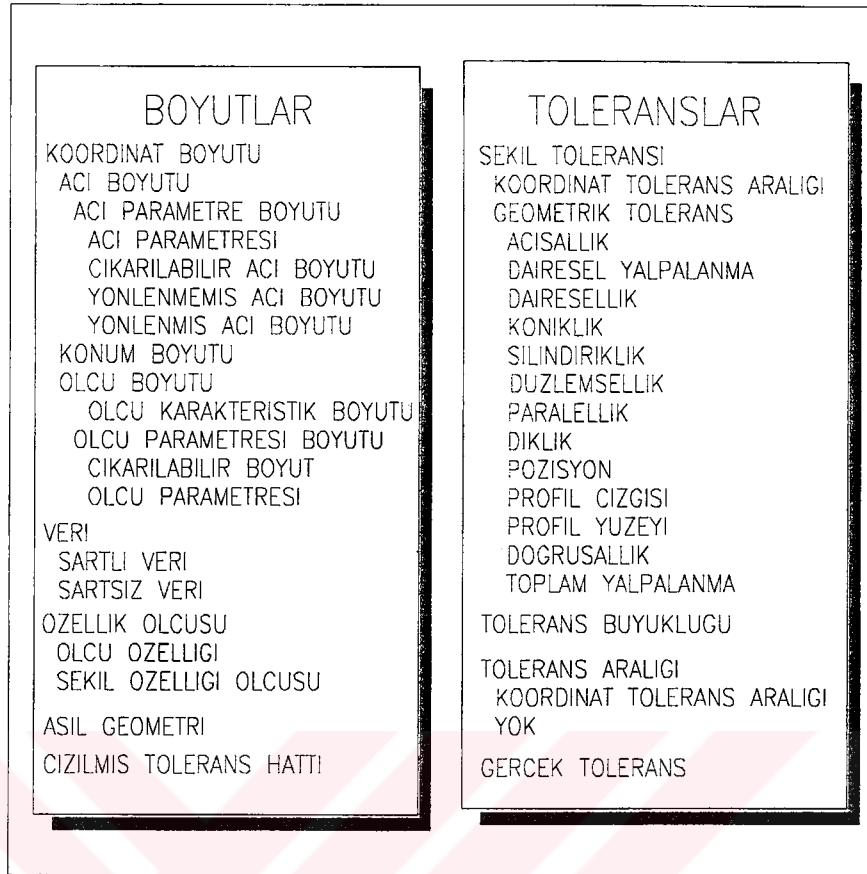 BOYUTLAR
KOORDINAT BOYUTU
ACI BOYUTU
ACI PARAMETRE BOYUTU
ACI PARAMETRESI
CIKARILABILIR ACI BOYUTU
YONLENMEMIS ACI BOYUTU
YONLENMIS ACI BOYUTU
KONUM BOYUTU
OLCU BOYUTU
OLCU KARAKTERISTIK BOYUTU
OLCU PARAMETRESI BOYUTU
CIKARILABILIR BOYUT
OLCU PARAMETRESI
VERI
SARTLI VERI
SARTSIZ VERI
OZELLIK OLCUSU
OLCU OZELLIGI
SEKIL OZELLIGI OLCUSU
ASIL GEOMETRI
CIZILMIS TOLERANS HATTI
TOLERANSLAR
SEKIL TOLERANSI
KOORDINAT TOLERANS ARALIGI
GEOMETRIK TOLERANS
ACISALLIK
DAIRESEL YALPALANMA
DAIRESELLIK
KONIKLIK
SILINDIRIKLIK
DUZLEMSELLIK
PARALELLIK
DIKLIK
POZISYON
PROFIL CIZGISI
PROFIL YUZEYI
DOGRUSALLIK
TOPLAM YALPALANMA
TOLERANS BUYUKLUGU
TOLERANS ARALIGI
KOORDINAT TOLERANS ARALIGI
YOK
GERCEK TOLERANS